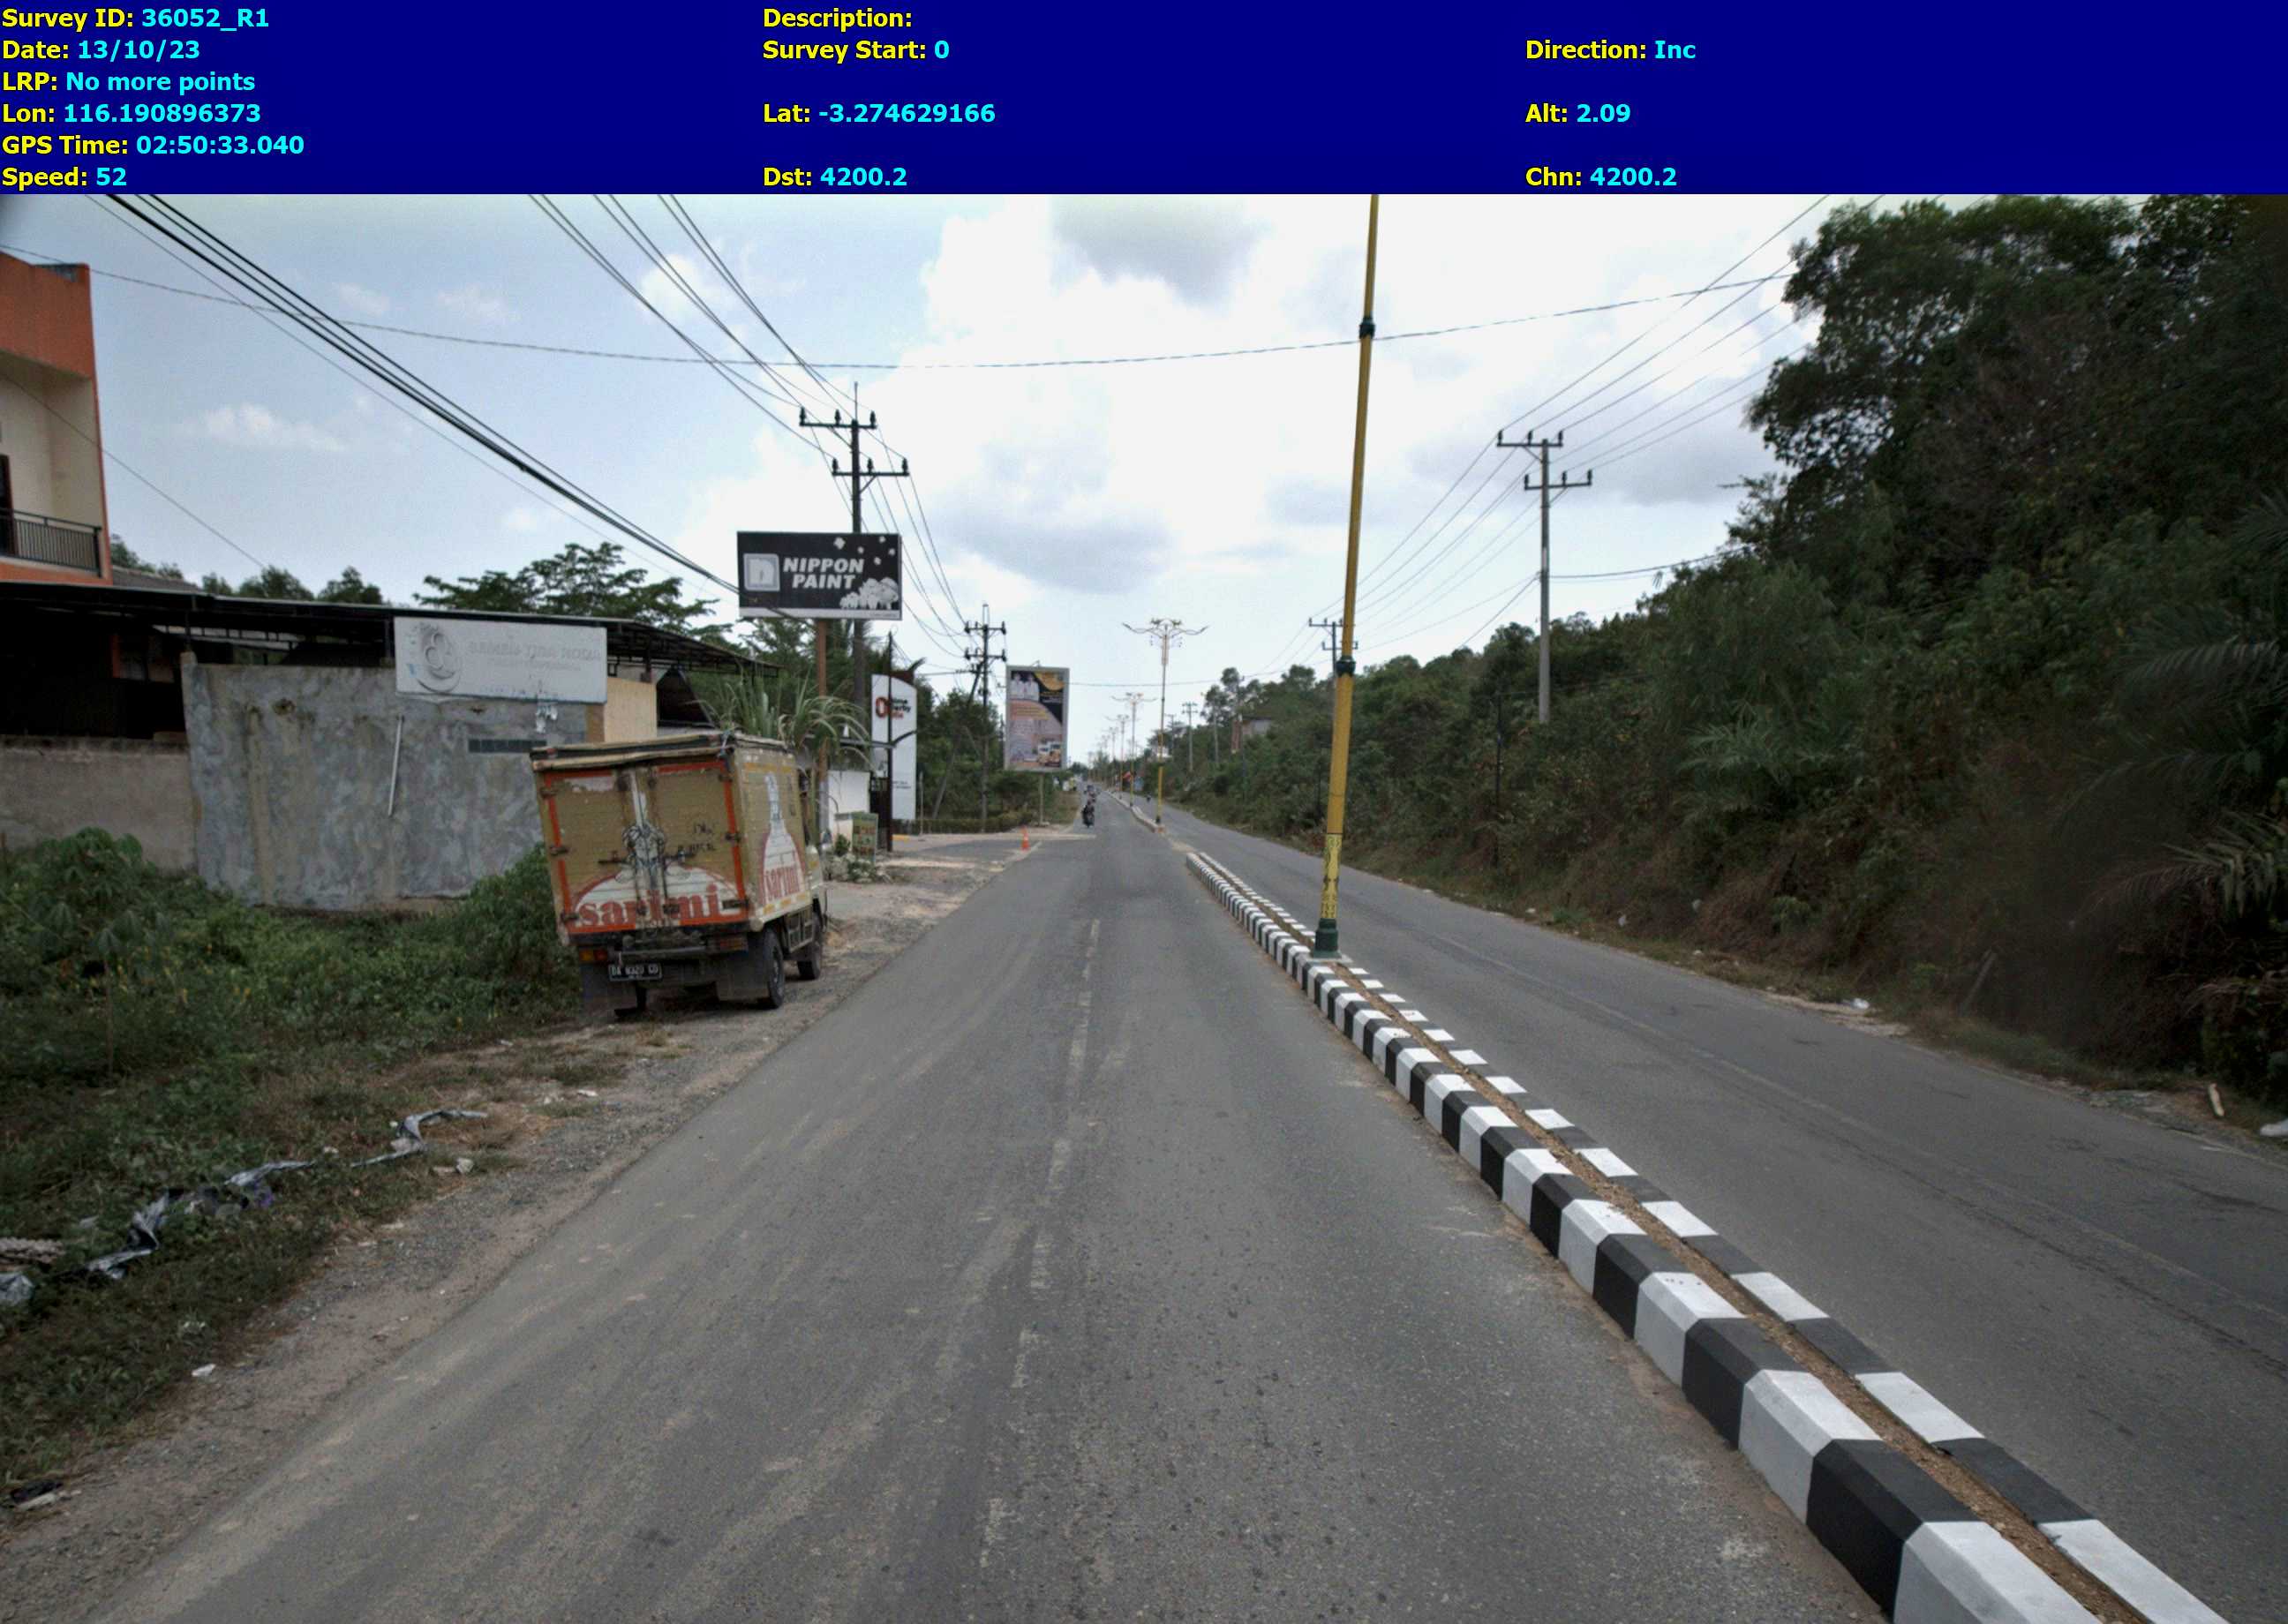 Survey ID: 36052_R1
Description:
Date: 13/10/23
Survey Start: 0
Direction: Inc
LRP: No more points
Lon: 116.190896373
Lat: -3.274629166
Alt: 2.09
GPS Time: 02:50:33.040
Speed: 52
Dst: 4200.2
Chn: 4200.2
NIPPON
PAINT
sarimi
sarimi